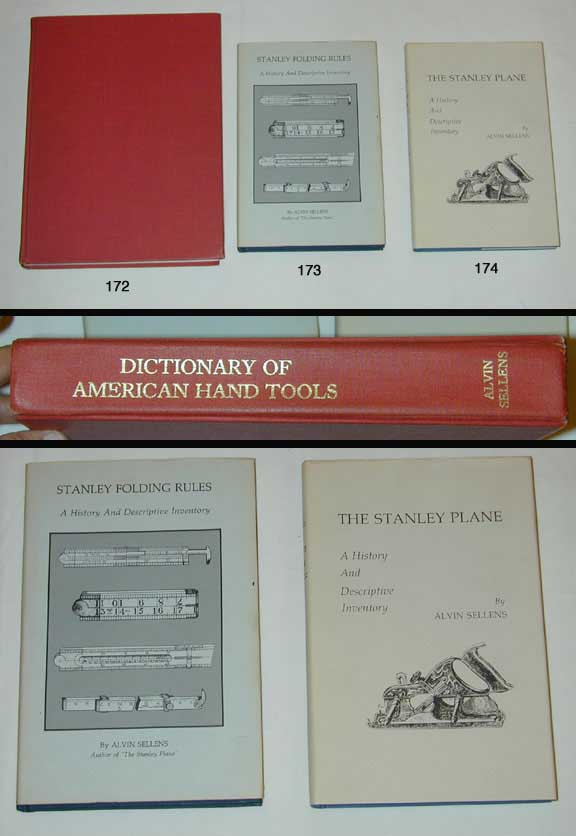 STANLEY FOLDING RULES
A History And Descriptive Inventory
By ALVIN SELLENS
Author of "The Stanley Plane"
THE STANLEY PLANE
A History
And
Descriptive
Inventory
By
ALVIN SELLENS
172
173
174
DICTIONARY OF
AMERICAN HAND TOOLS
ALVIN
SELLENS
STANLEY FOLDING RULES
A History And Descriptive Inventory
By ALVIN SELLENS
Author of "The Stanley Plane"
THE STANLEY PLANE
A History
And
Descriptive
Inventory
By
ALVIN SELLENS